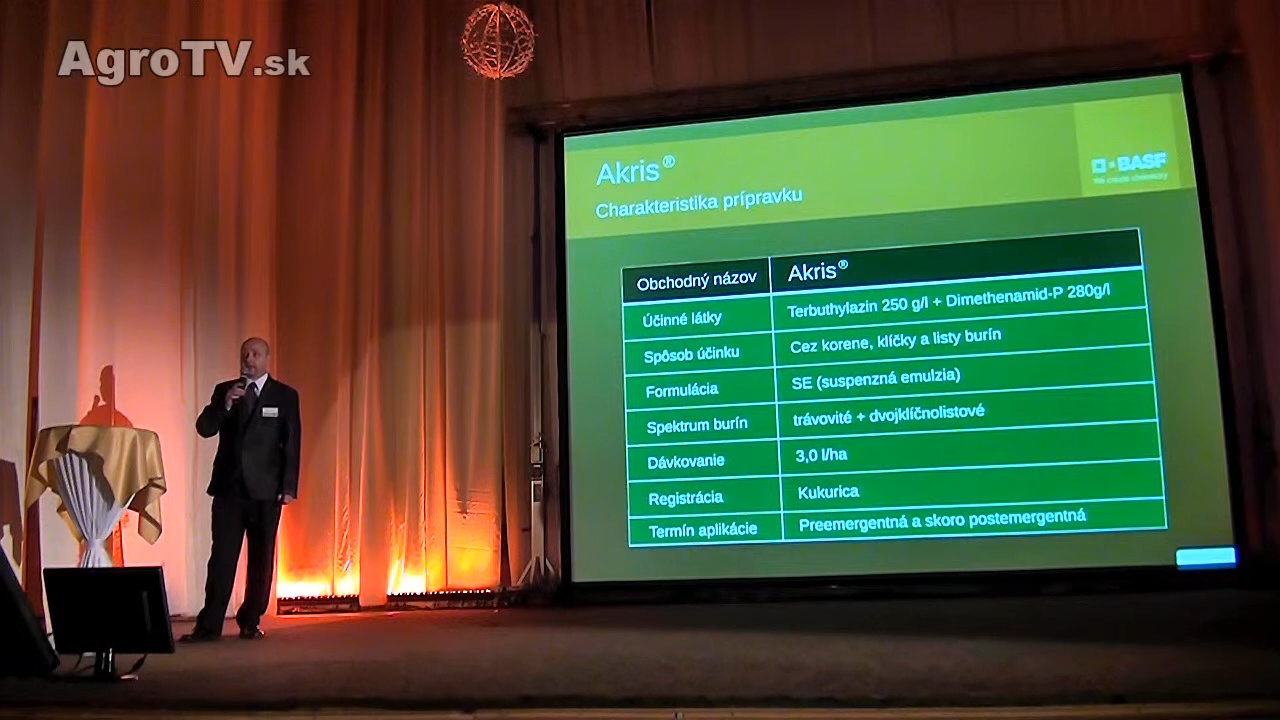 AgroTV.sk
Akris®
Charakteristika prípravku
BASF
We create chemistry
Obchodný názov Akris®
Účinné látky Terbuthylazin 250 g/l + Dimethenamid-P 280g/l
Spôsob účinku Cez korene, klíčky a listy burín
Formulácia SE (suspenzná emulzia)
Spektrum burín trávovité + dvojklíčnolistové
Dávkovanie 3,0 l/ha
Registrácia Kukurica
Termín aplikácie Preemergentná a skoro postemergentná